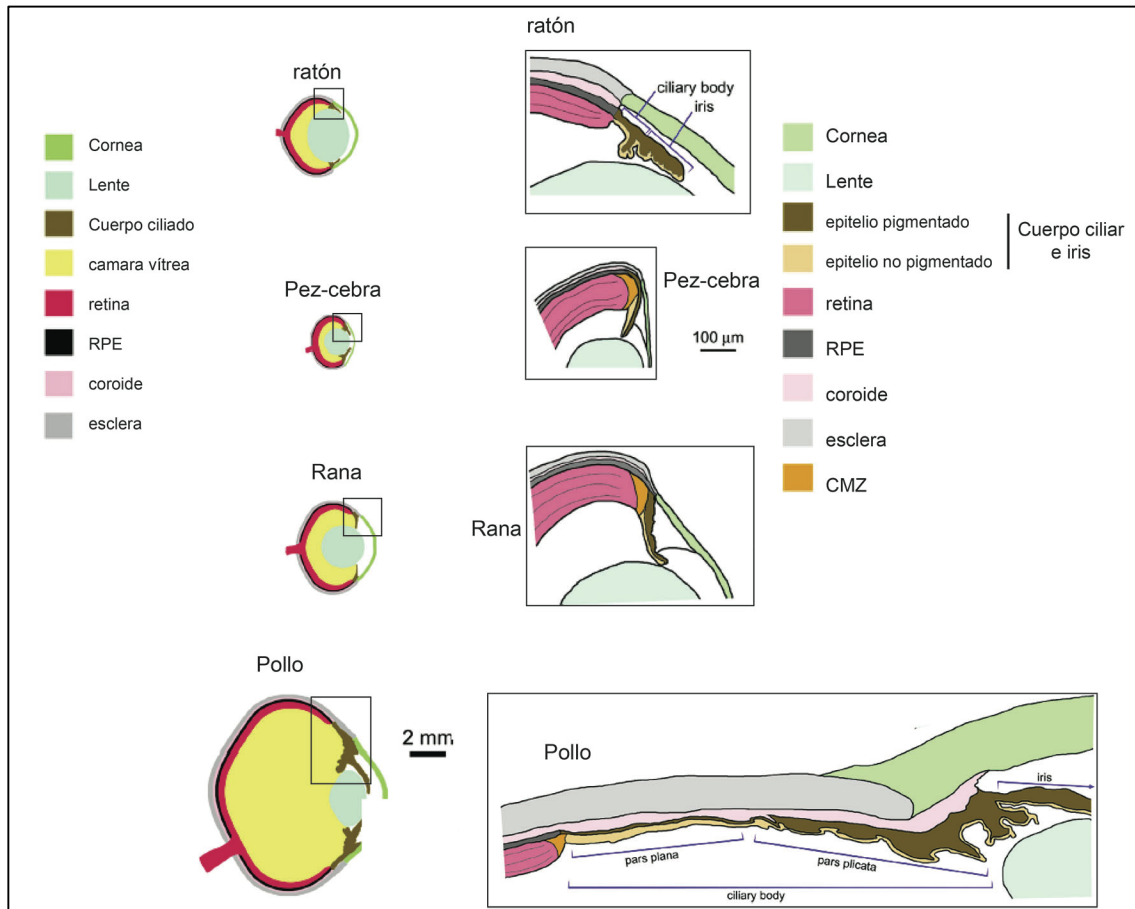 ratón
Cornea
Lente
Cuerpo ciliado
camara vítrea
retina
RPE
coroide
esclera
Pez-cebra
Rana
Pollo
2 mm
ratón
ciliary body
iris
Pez-cebra
100 μm
Rana
Cornea
Lente
epitelio pigmentado
epitelio no pigmentado
Cuerpo ciliar
e iris
retina
RPE
coroide
esclera
CMZ
Pollo
iris
pars plana
pars plicata
ciliary body